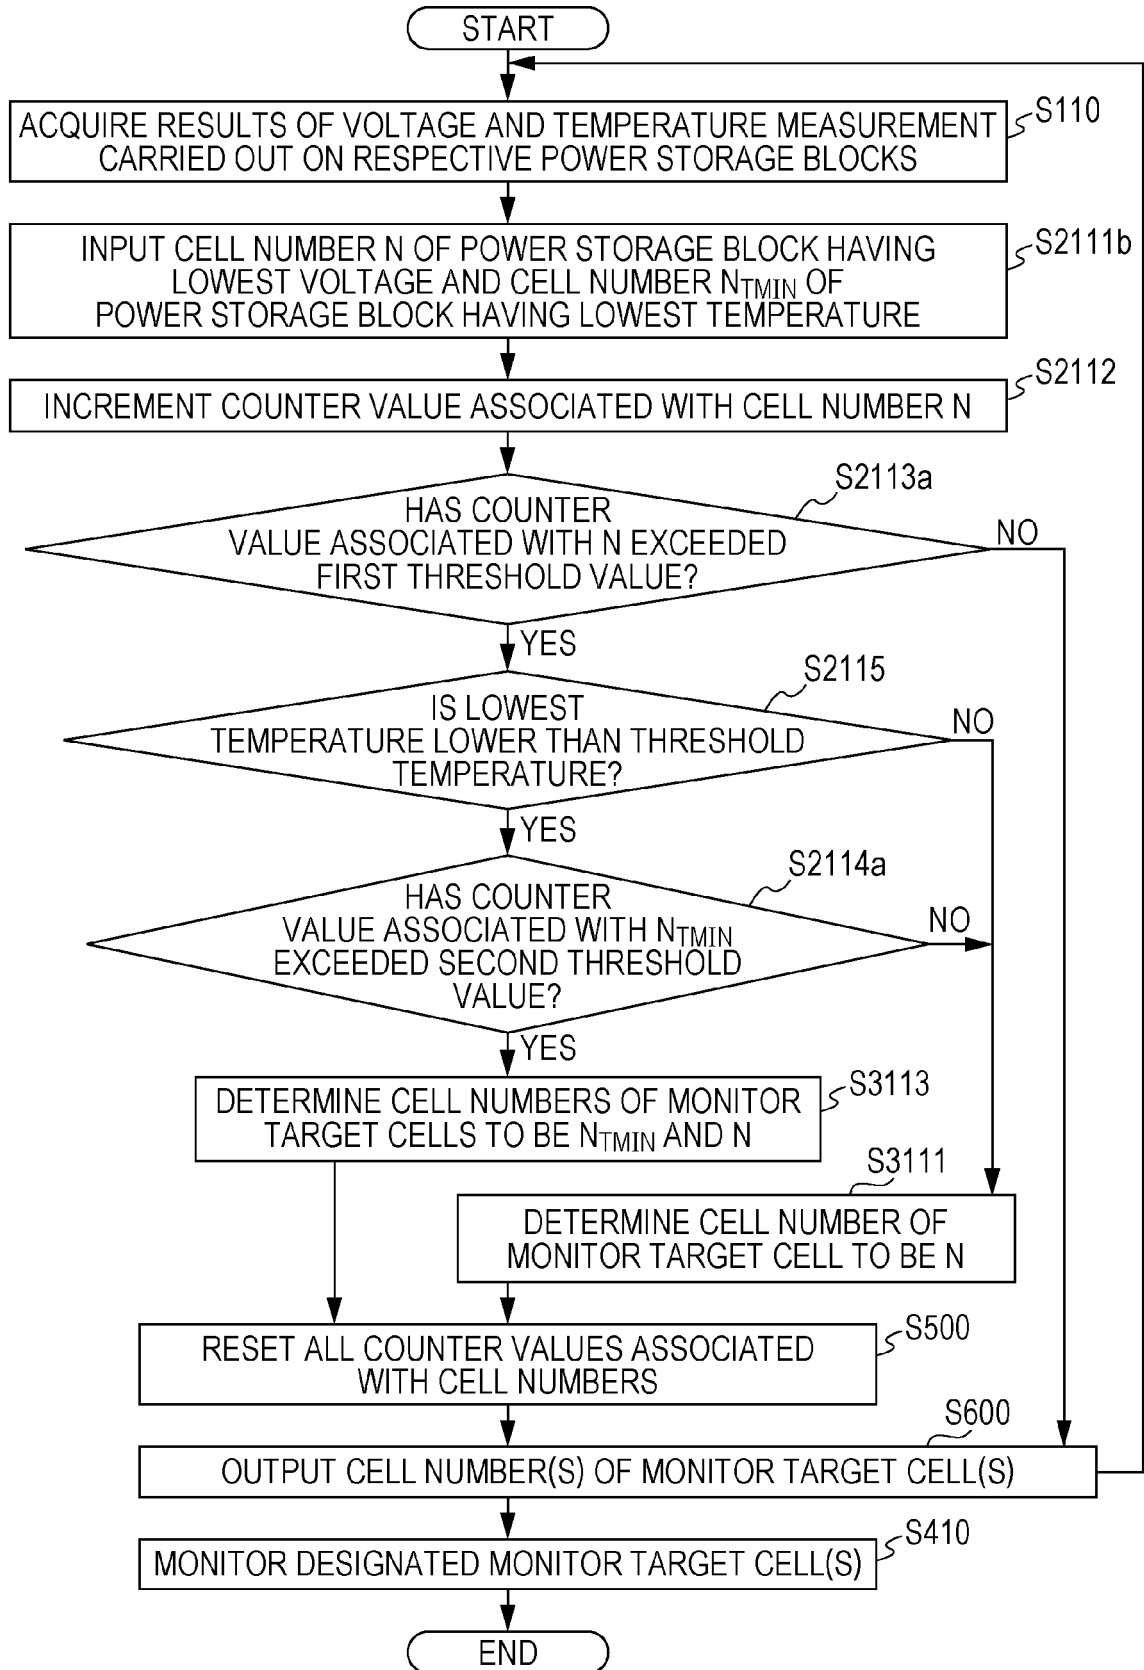 START
S110
ACQUIRE RESULTS OF VOLTAGE AND TEMPERATURE MEASUREMENT
CARRIED OUT ON RESPECTIVE POWER STORAGE BLOCKS
S2111b
INPUT CELL NUMBER N OF POWER STORAGE BLOCK HAVING
LOWEST VOLTAGE AND CELL NUMBER NTMIN OF
POWER STORAGE BLOCK HAVING LOWEST TEMPERATURE
S2112
INCREMENT COUNTER VALUE ASSOCIATED WITH CELL NUMBER N
S2113a
HAS COUNTER
VALUE ASSOCIATED WITH N EXCEEDED
FIRST THRESHOLD VALUE?
NO
YES
S2115
IS LOWEST
TEMPERATURE LOWER THAN THRESHOLD
TEMPERATURE?
NO
YES
S2114a
HAS COUNTER
VALUE ASSOCIATED WITH NTMIN
EXCEEDED SECOND THRESHOLD
VALUE?
NO
YES
S3113
DETERMINE CELL NUMBERS OF MONITOR
TARGET CELLS TO BE NTMIN AND N
S3111
DETERMINE CELL NUMBER OF
MONITOR TARGET CELL TO BE N
S500
RESET ALL COUNTER VALUES ASSOCIATED
WITH CELL NUMBERS
S600
OUTPUT CELL NUMBER(S) OF MONITOR TARGET CELL(S)
S410
MONITOR DESIGNATED MONITOR TARGET CELL(S)
END